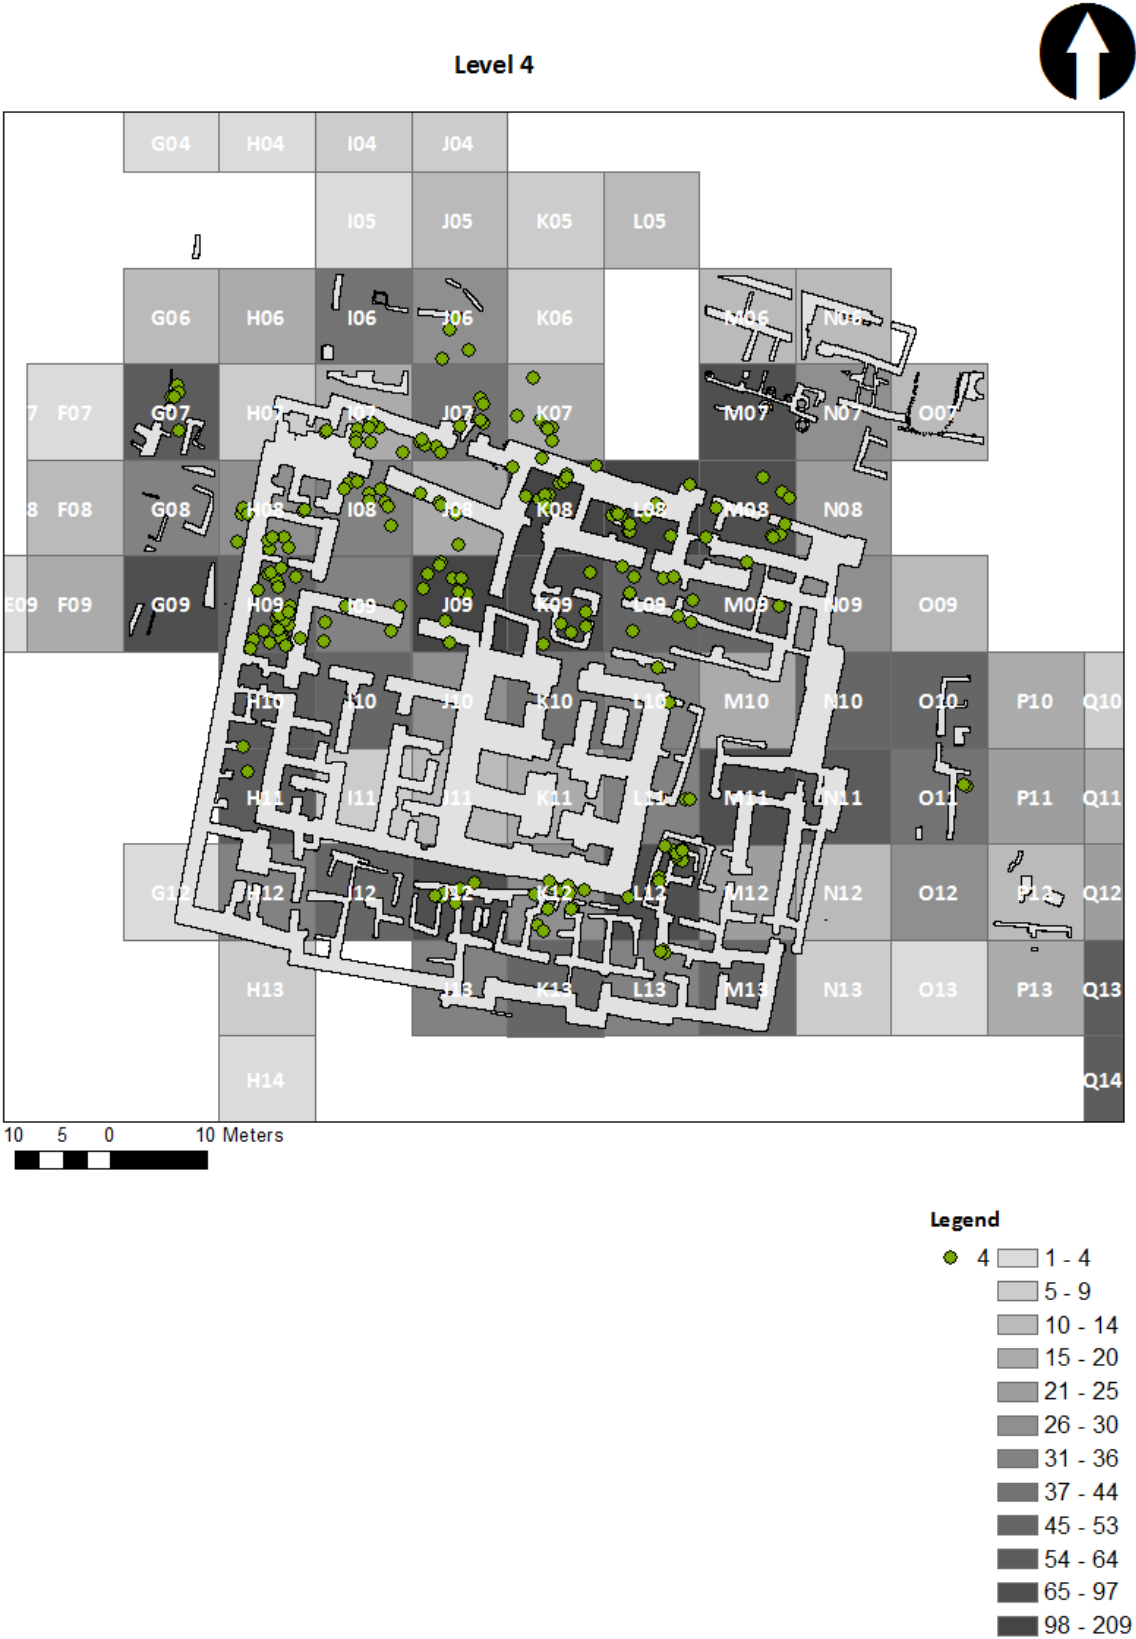 Level 4
G04 H04 I04 J04
I05 J05 K05 L05
G06 H06 I06 J06 K06 M06 N06
7 F07 G07 H07 I07 J07 K07 M07 N07 O07
8 F08 G08 H08 I08 J08 K08 L08 M08 N08
E09 F09 G09 H09 I09 J09 K09 L09 M09 N09 O09
H10 I10 J10 K10 L10 M10 N10 O10 P10 Q10
H11 I11 J11 K11 L11 M11 N11 O11 P11 Q11
G12 H12 I12 J12 K12 L12 M12 N12 O12 P12 Q12
H13 J13 K13 L13 M13 N13 O13 P13 Q13
H14 Q14
10 5 0 10 Meters
Legend
4 1 - 4
5 - 9
10 - 14
15 - 20
21 - 25
26 - 30
31 - 36
37 - 44
45 - 53
54 - 64
65 - 97
98 - 209